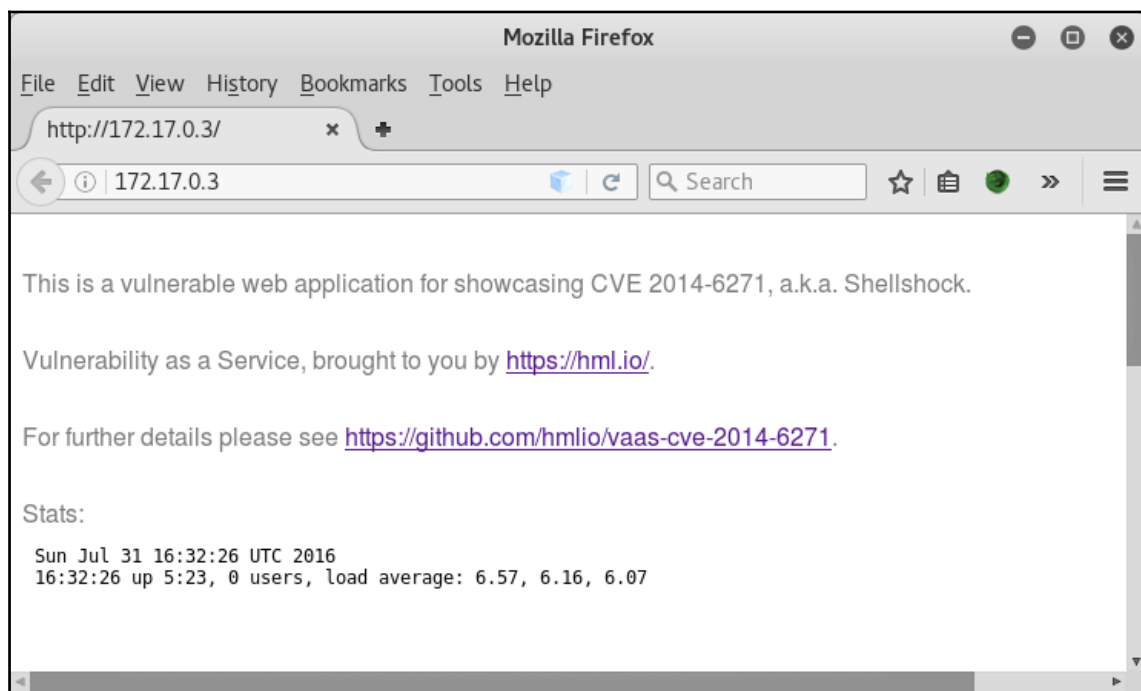 Mozilla Firefox
File Edit View History Bookmarks Tools Help
http://172.17.0.3/
172.17.0.3 Search
This is a vulnerable web application for showcasing CVE 2014-6271, a.k.a. Shellshock.
Vulnerability as a Service, brought to you by https://hml.io/.
For further details please see https://github.com/hmlio/vaas-cve-2014-6271.
Stats:
Sun Jul 31 16:32:26 UTC 2016
16:32:26 up 5:23, 0 users, load average: 6.57, 6.16, 6.07